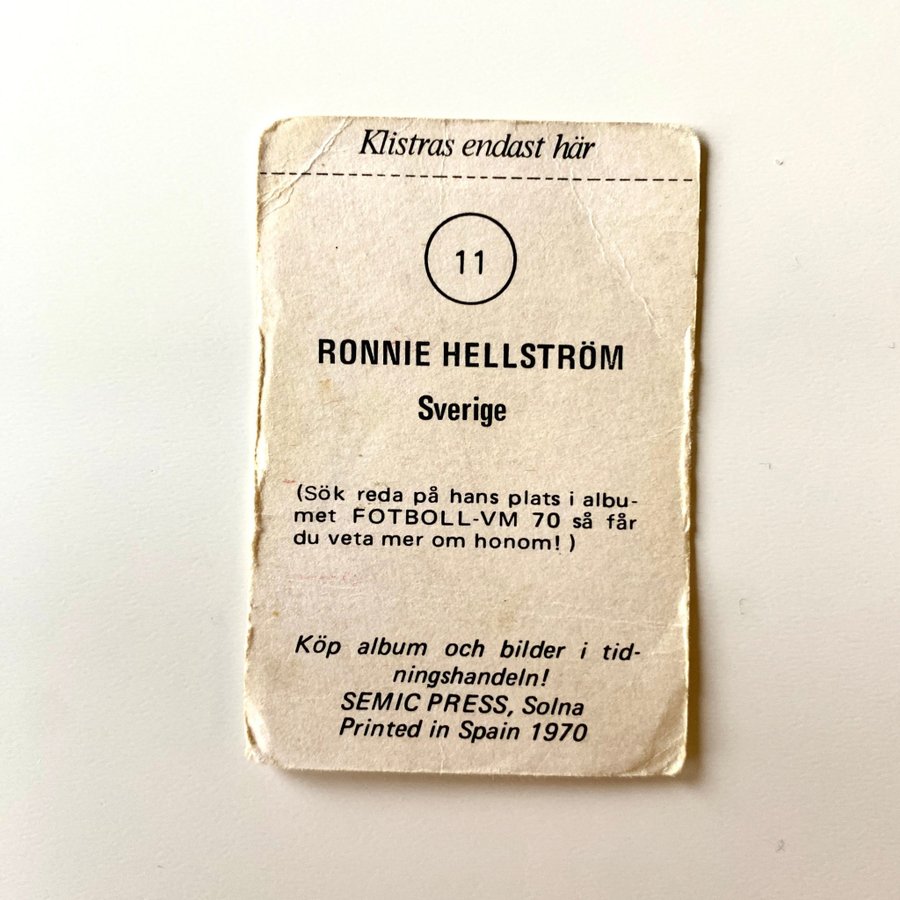 Klistras endast här
11
RONNIE HELLSTRÖM
Sverige
(Sök reda på hans plats i albu-
met FOTBOLL-VM 70 så får
du veta mer om honom! )
Köp album och bilder i tid-
ningshandeln!
SEMIC PRESS, Solna
Printed in Spain 1970